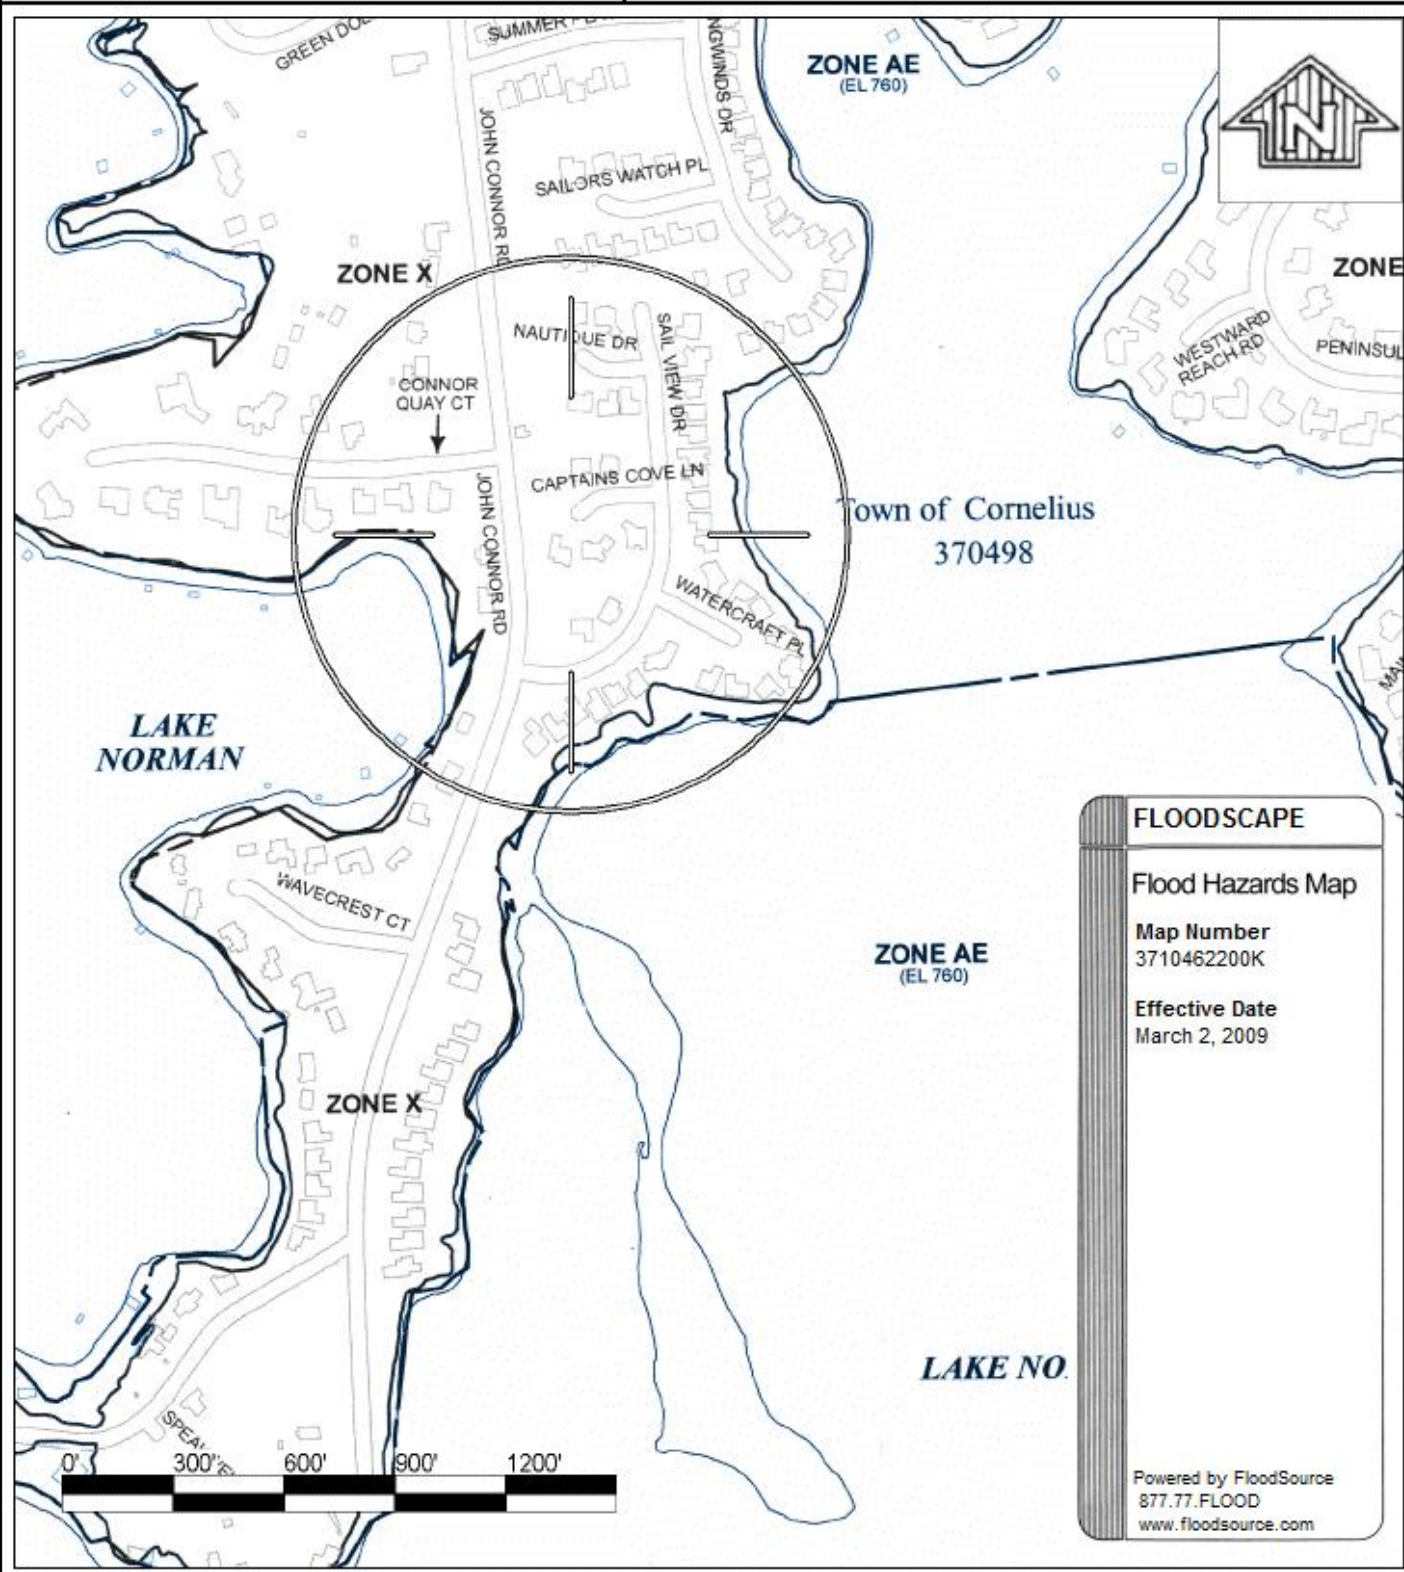 GREEN
SUMMER
ZONE AE
(EL 760)
NGWINDS DR
JOHN CONNOR RD
SAILORS WATCH PL
ZONE X
ZONE
N
NAUTIQUE DR
SAIL VIEW DR
WESTWARD
REACH RD
PENINSUL
CONNOR
QUAY CT
CAPTAINS COVE LN
JOHN CONNOR RD
Town of Cornelius
370498
WATERCRAFT PL
LAKE
NORMAN
FLOODSCAPE
Flood Hazards Map
Map Number
3710462200K
Effective Date
March 2, 2009
WAVECREST CT
ZONE AE
(EL 760)
ZONE X
LAKE NO
0' 300' 600' 900' 1200'
Powered by FloodSource
877.77.FLOOD
www.floodsource.com